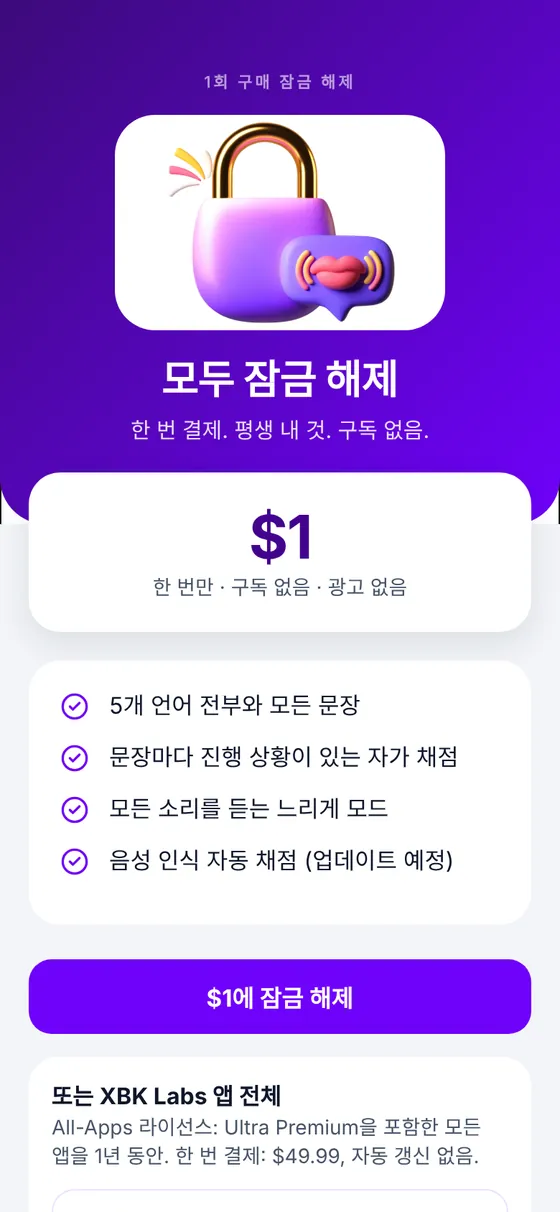 1회 구매 잠금 해제
모두 잠금 해제
한 번 결제. 평생 내 것. 구독 없음.
$1
한 번만 · 구독 없음 · 광고 없음
5개 언어 전부와 모든 문장
문장마다 진행 상황이 있는 자가 채점
모든 소리를 듣는 느리게 모드
음성 인식 자동 채점 (업데이트 예정)
$1에 잠금 해제
또는 XBK Labs 앱 전체
All-Apps 라이선스: Ultra Premium을 포함한 모든
앱을 1년 동안. 한 번 결제: $49.99, 자동 갱신 없음.